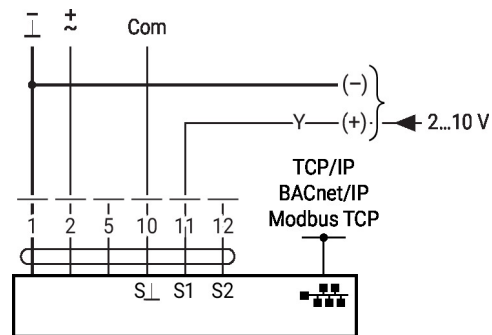 – +
⊥ ~ Com
(–)
Y (+) 2...10 V
TCP/IP
BACnet/IP
Modbus TCP
1 2 5 10 11 12
S⊥ S1 S2